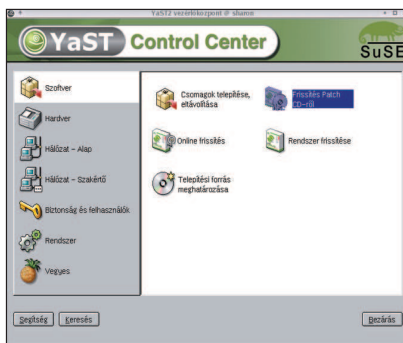 YaST2 vezérlőközpont @ sharon
YaST Control Center
SuSE
Szoftver
Hardver
Hálózat – Alap
Hálózat – Szakértő
Biztonság és felhasználók
Rendszer
Vegyes
Csomagok telepítése,
eltávolítása
Frissítés Patch
CD-ről
Online frissítés
Rendszer frissítése
Telepítési forrás
meghatározása
Segítség
Keresés
Bezárás